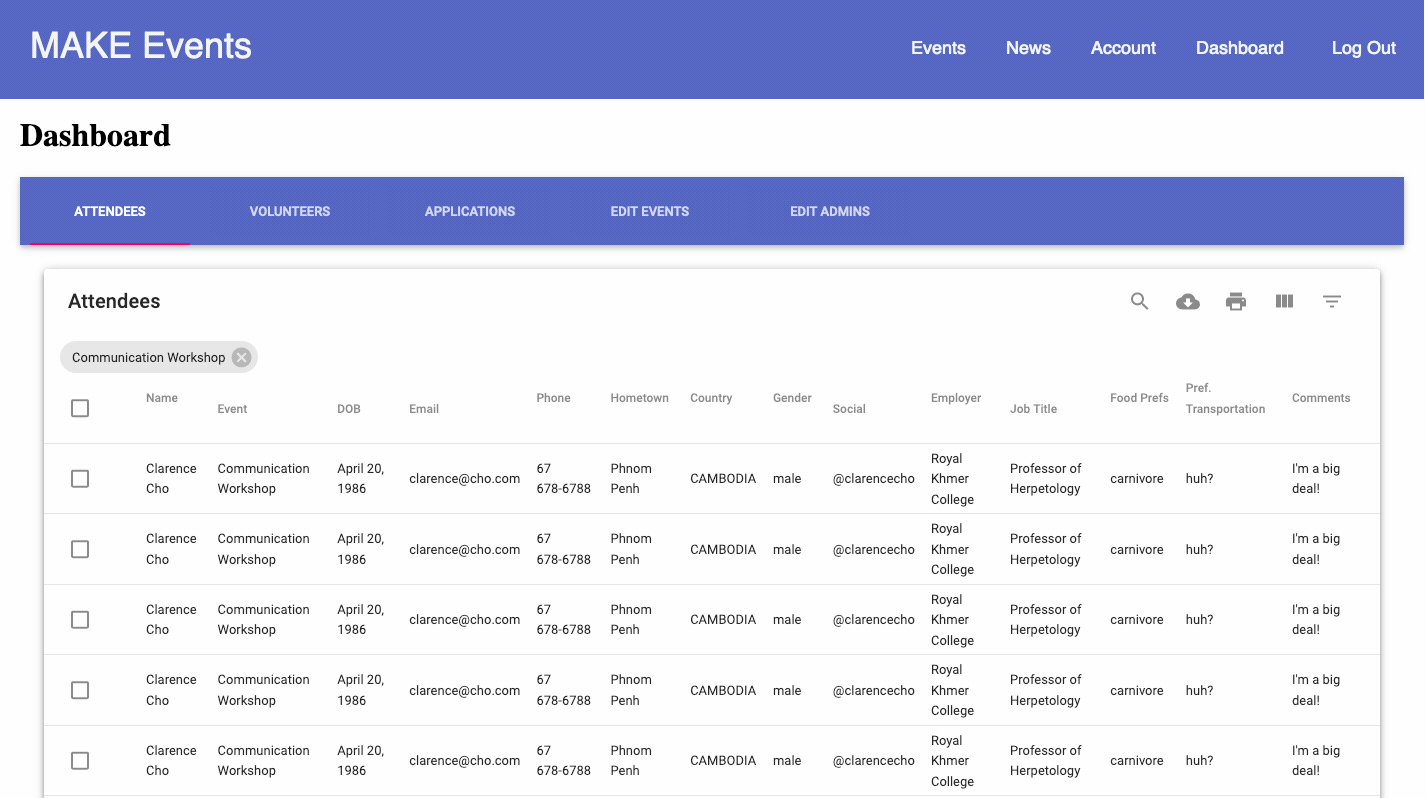 MAKE Events
Events News Account Dashboard Log Out
Dashboard
ATTENDEES VOLUNTEERS APPLICATIONS EDIT EVENTS EDIT ADMINS
Attendees
Communication Workshop
Name Event DOB Email Phone Hometown Country Gender Social Employer Job Title Food Prefs Pref. Transportation Comments
Clarence Cho Communication Workshop April 20, 1986 clarence@cho.com 67 678-6788 Phnom Penh CAMBODIA male @clarencecho Royal Khmer College Professor of Herpetology carnivore huh? I'm a big deal!
Clarence Cho Communication Workshop April 20, 1986 clarence@cho.com 67 678-6788 Phnom Penh CAMBODIA male @clarencecho Royal Khmer College Professor of Herpetology carnivore huh? I'm a big deal!
Clarence Cho Communication Workshop April 20, 1986 clarence@cho.com 67 678-6788 Phnom Penh CAMBODIA male @clarencecho Royal Khmer College Professor of Herpetology carnivore huh? I'm a big deal!
Clarence Cho Communication Workshop April 20, 1986 clarence@cho.com 67 678-6788 Phnom Penh CAMBODIA male @clarencecho Royal Khmer College Professor of Herpetology carnivore huh? I'm a big deal!
Clarence Cho Communication Workshop April 20, 1986 clarence@cho.com 67 678-6788 Phnom Penh CAMBODIA male @clarencecho Royal Khmer College Professor of Herpetology carnivore huh? I'm a big deal!